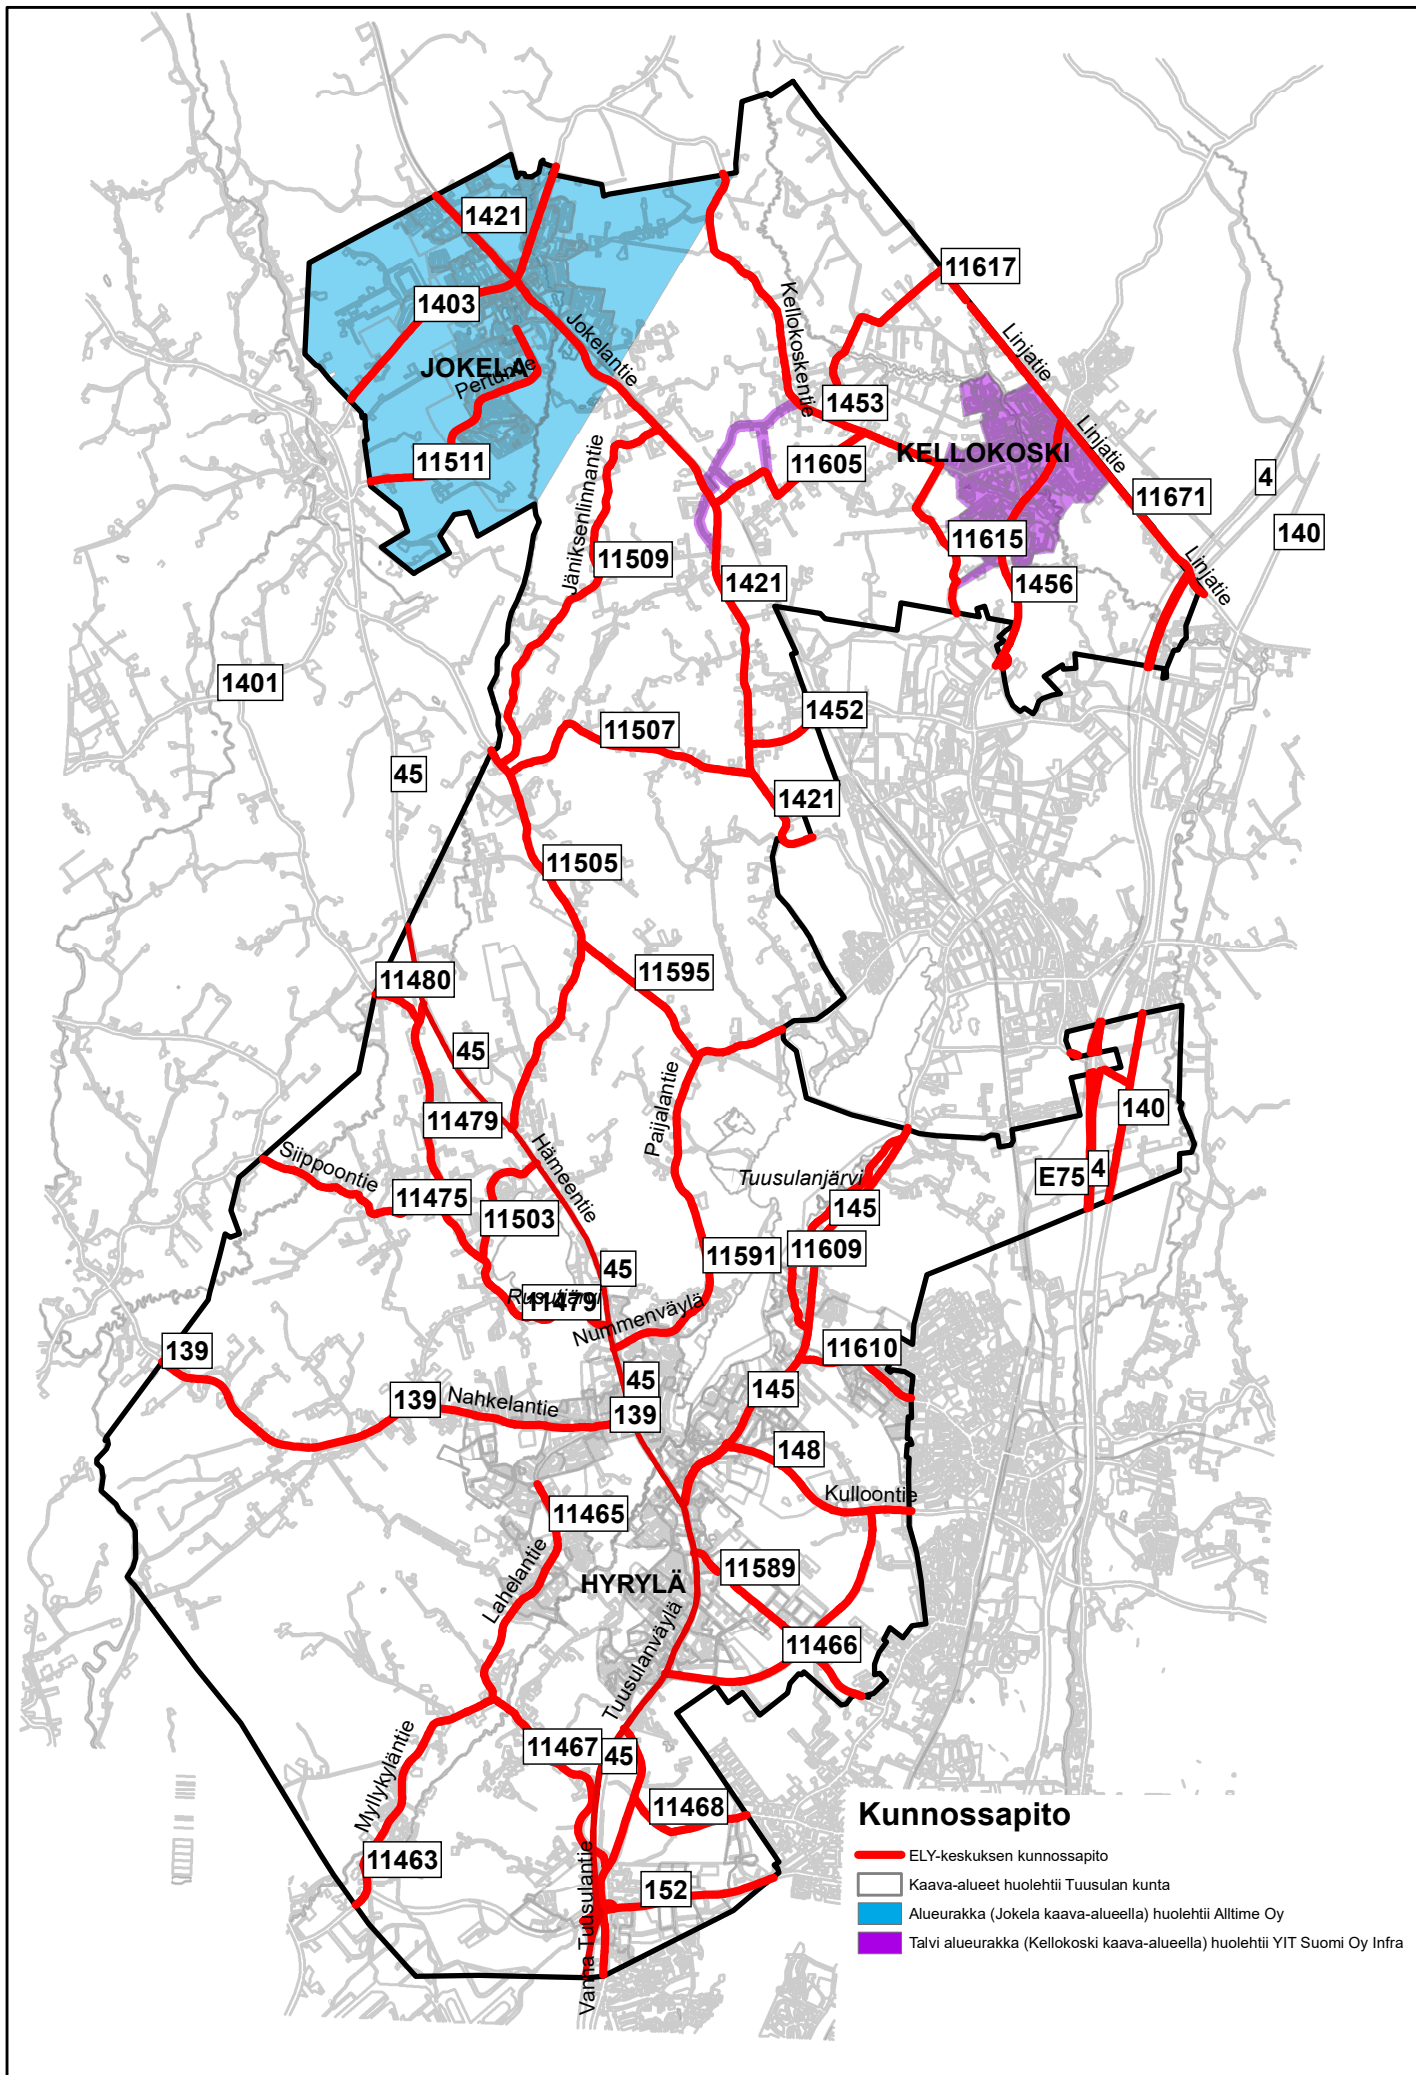 1421
11617
1403
Jokelantie
Kellokoskentie
Linjatie
JOKELA
Pertuntie
1453
Linjatie
KELLOKOSKI
11511
11605
4
11671
Jäniksenlinnantie
11509
11615
140
1421
1456
Linjatie
1401
1452
11507
45
1421
11505
11480
11595
45
11479
Hämeentie
Paijalantie
140
Siippoontie
Tuusulanjärvi
E75
4
11475
11503
145
11609
11591
45
Rusutjärvi
11479
Nummenväylä
139
11610
45
145
139
Nahkelantie
139
148
Kulloontie
11465
Lahelantie
11589
HYRYLÄ
Tuusulanväylä
11466
Myllykyläntie
11467
45
11468
11463
152
Vanha Tuusulantie
Kunnossapito
ELY-keskuksen kunnossapito
Kaava-alueet huolehtii Tuusulan kunta
Alueurakka (Jokela kaava-alueella) huolehtii Alltime Oy
Talvi alueurakka (Kellokoski kaava-alueella) huolehtii YIT Suomi Oy Infra